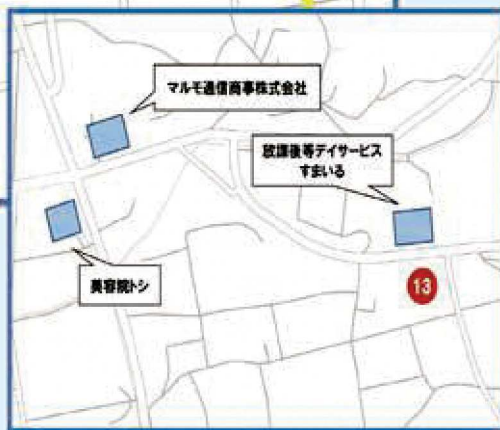 マルモ通信商事株式会社
放課後等デイサービス
すまいる
美容院トシ
13